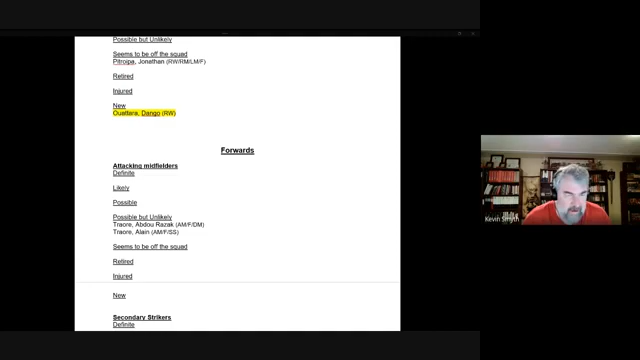 Possible but Unlikely
Seems to be off the squad
Pitroipa, Jonathan (RW/RM/LM/F)
Retired
Injured
New
Ouattara, Dango (RW)
Forwards
Attacking midfielders
Definite
Likely
Possible
Possible but Unlikely
Traore, Abdou Razak (AM/F/DM)
Traore, Alain (AM/F/SS)
Seems to be off the squad
Retired
Injured
New
Secondary Strikers
Definite
Kevin Smyth